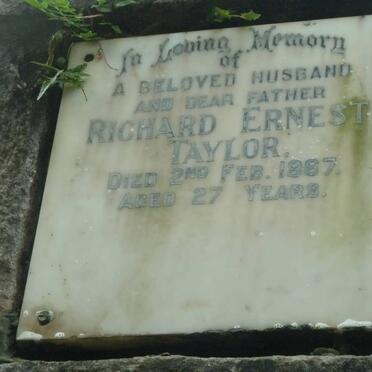 In Loving Memory
of
A BELOVED HUSBAND
AND DEAR FATHER
RICHARD ERNEST
TAYLOR.
DIED 2ND FEB. 1967.
AGED 27 YEARS.